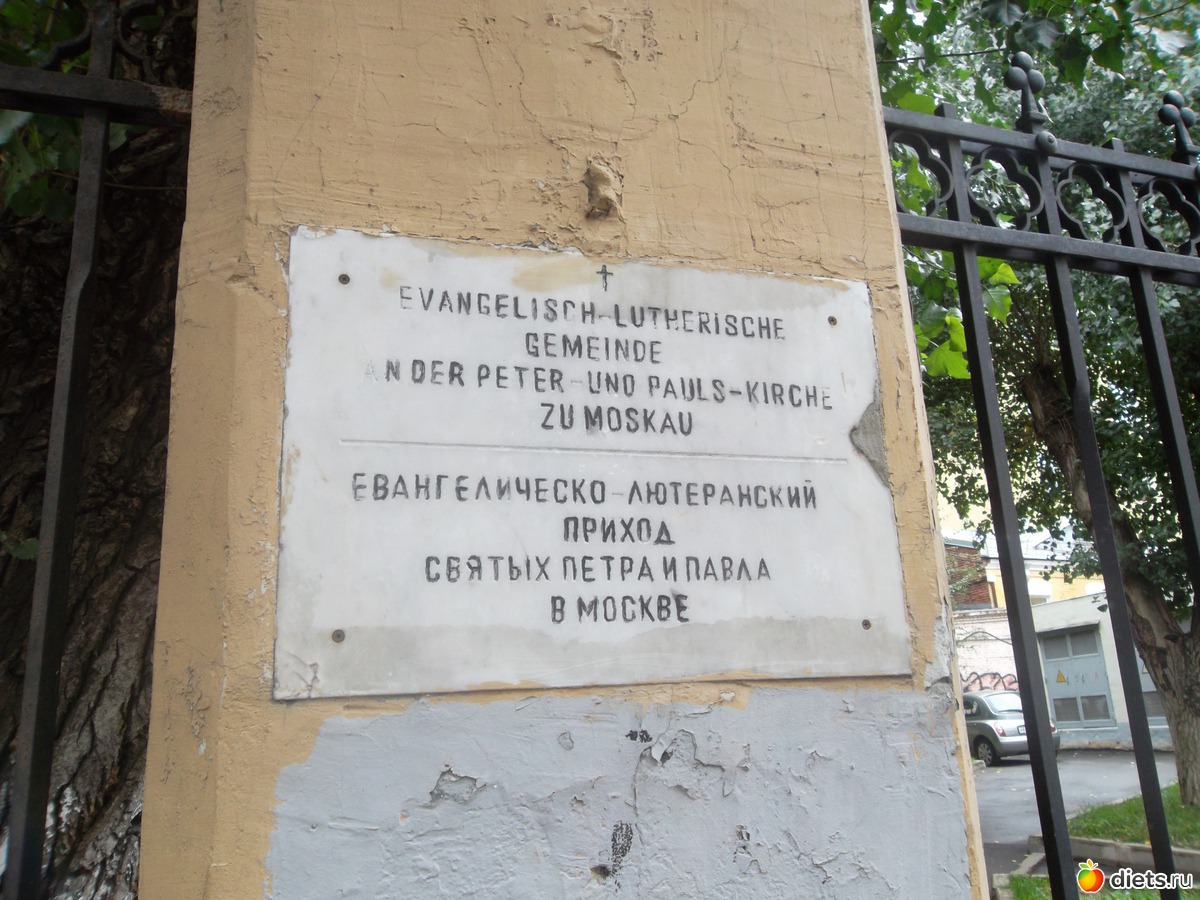 EVANGELISCH-LUTHERISCHE
GEMEINDE
AN DER PETER-UND PAULS-KIRCHE
ZU MOSKAU
ЕВАНГЕЛИЧЕСКО-ЛЮТЕРАНСКИЙ
ПРИХОД
СВЯТЫХ ПЕТРА И ПАВЛА
В МОСКВЕ
diets.ru